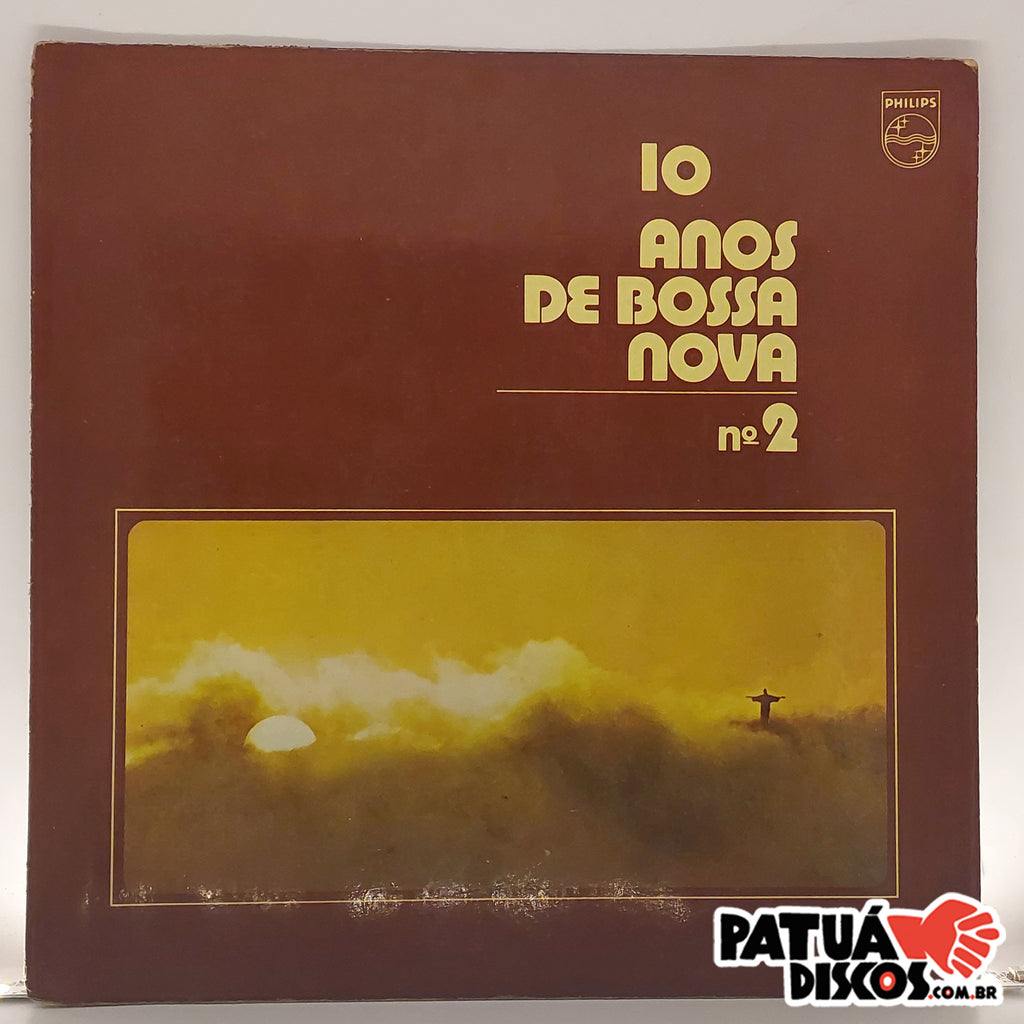 PHILIPS
10
ANOS
DE BOSSA
NOVA
nº 2
PATUÁ
DISCOS.COM.BR